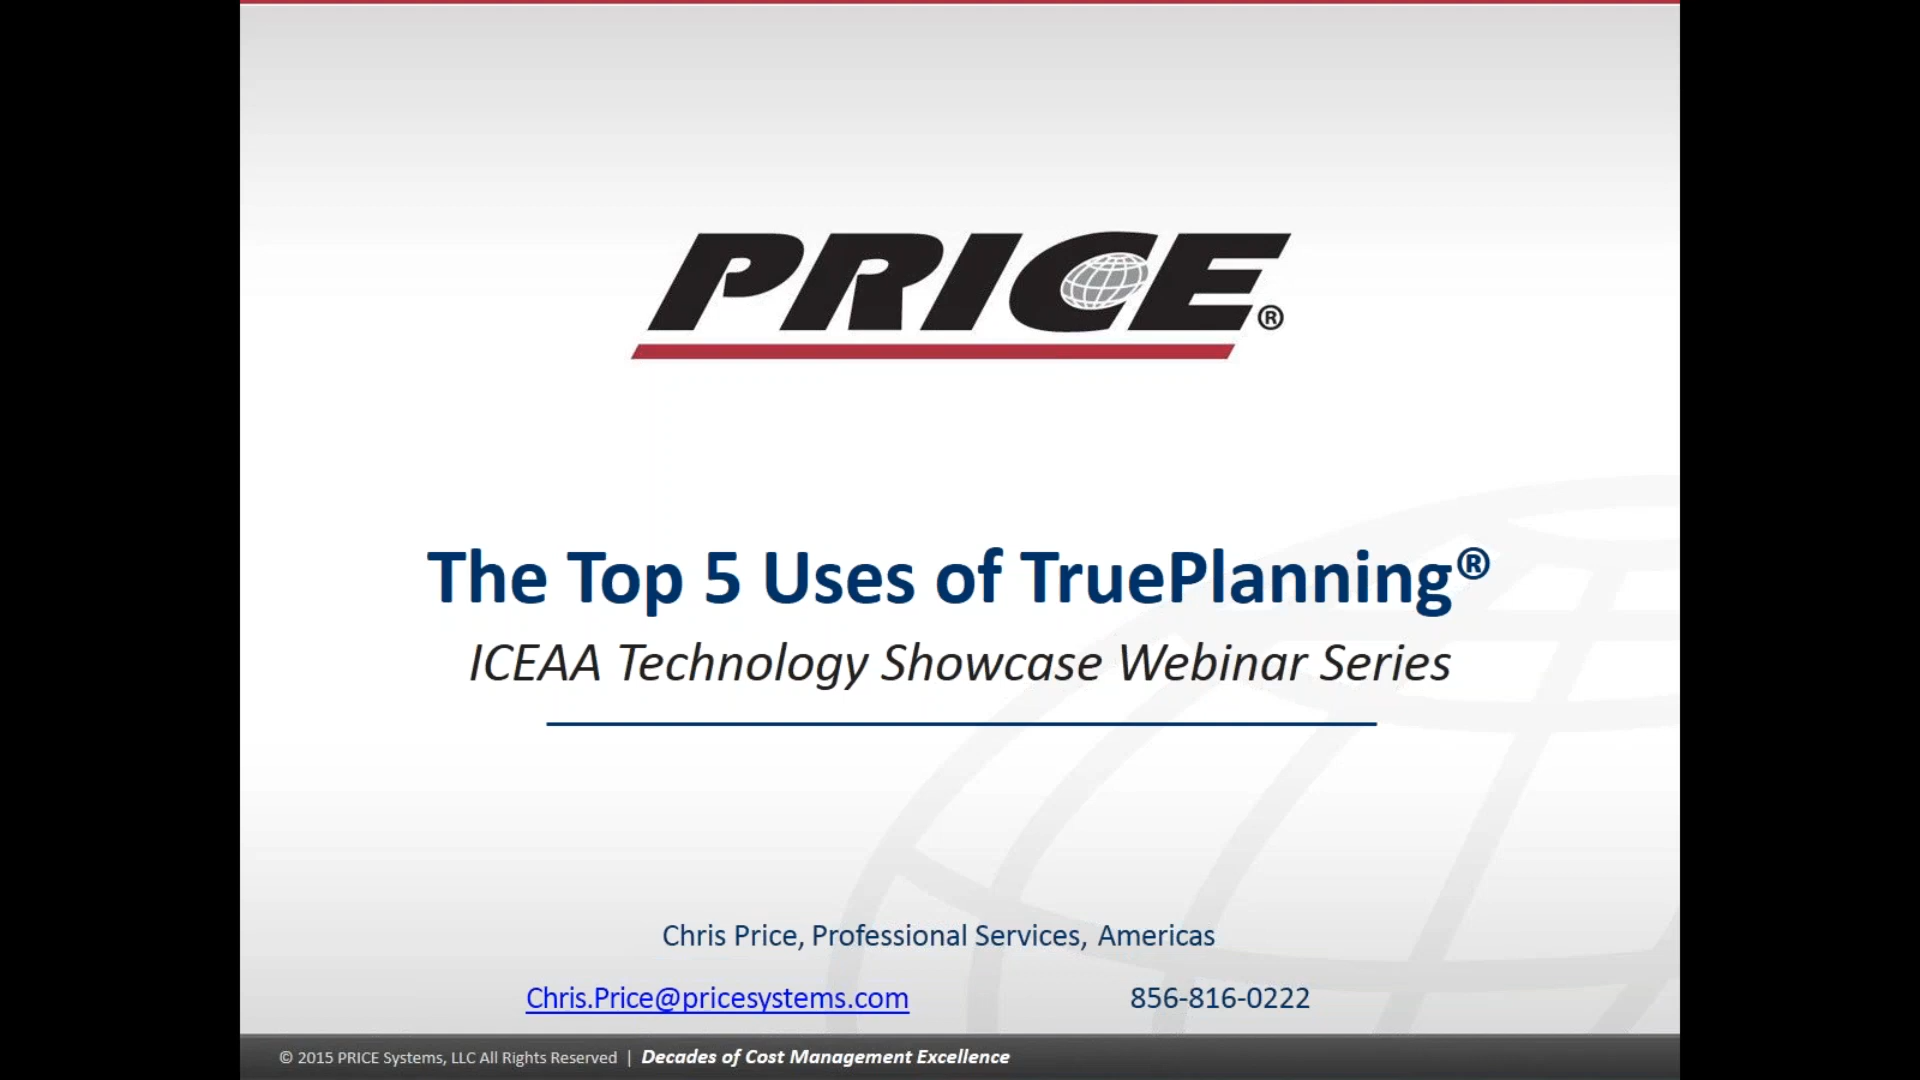 PRICE®
The Top 5 Uses of TruePlanning®
ICEAA Technology Showcase Webinar Series
Chris Price, Professional Services, Americas
Chris.Price@pricesystems.com 856-816-0222
© 2015 PRICE Systems, LLC All Rights Reserved | Decades of Cost Management Excellence